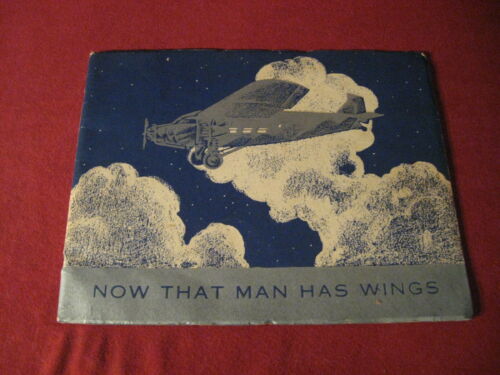 NOW THAT MAN HAS WINGS